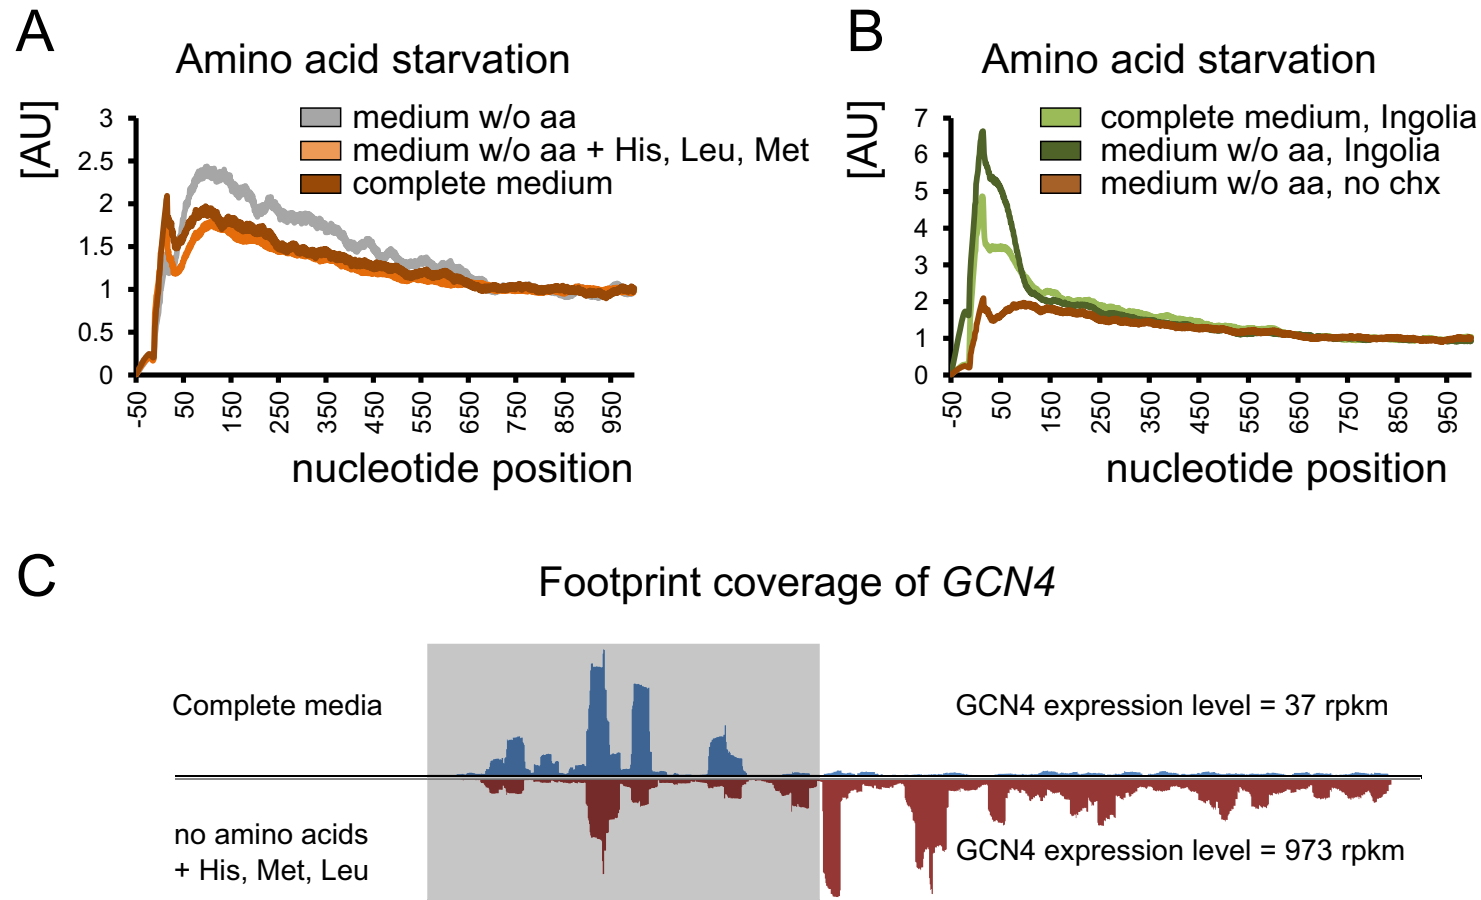 A
Amino acid starvation
[AU]
medium w/o aa
medium w/o aa + His, Leu, Met
complete medium
3
2.5
2
1.5
1
0.5
0
-50
50
150
250
350
450
550
650
750
850
950
nucleotide position
B
Amino acid starvation
[AU]
complete medium, Ingolia
medium w/o aa, Ingolia
medium w/o aa, no chx
7
6
5
4
3
2
1
0
-50
50
150
250
350
450
550
650
750
850
950
nucleotide position
C
Footprint coverage of GCN4
Complete media
GCN4 expression level = 37 rpkm
no amino acids
+ His, Met, Leu
GCN4 expression level = 973 rpkm